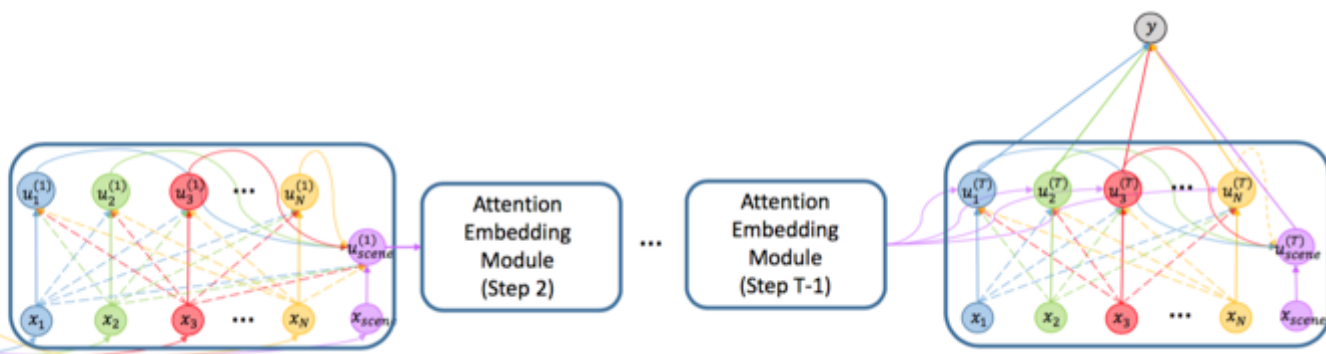 y
u_1^{(1)} u_2^{(1)} u_3^{(1)} ... u_N^{(1)}
u_{scene}^{(1)}
x_1 x_2 x_3 ... x_N x_{scene}
Attention
Embedding
Module
(Step 2)
...
Attention
Embedding
Module
(Step T-1)
u_1^{(T)} u_2^{(T)} u_3^{(T)} ... u_N^{(T)}
u_{scene}^{(T)}
x_1 x_2 x_3 ... x_N x_{scene}